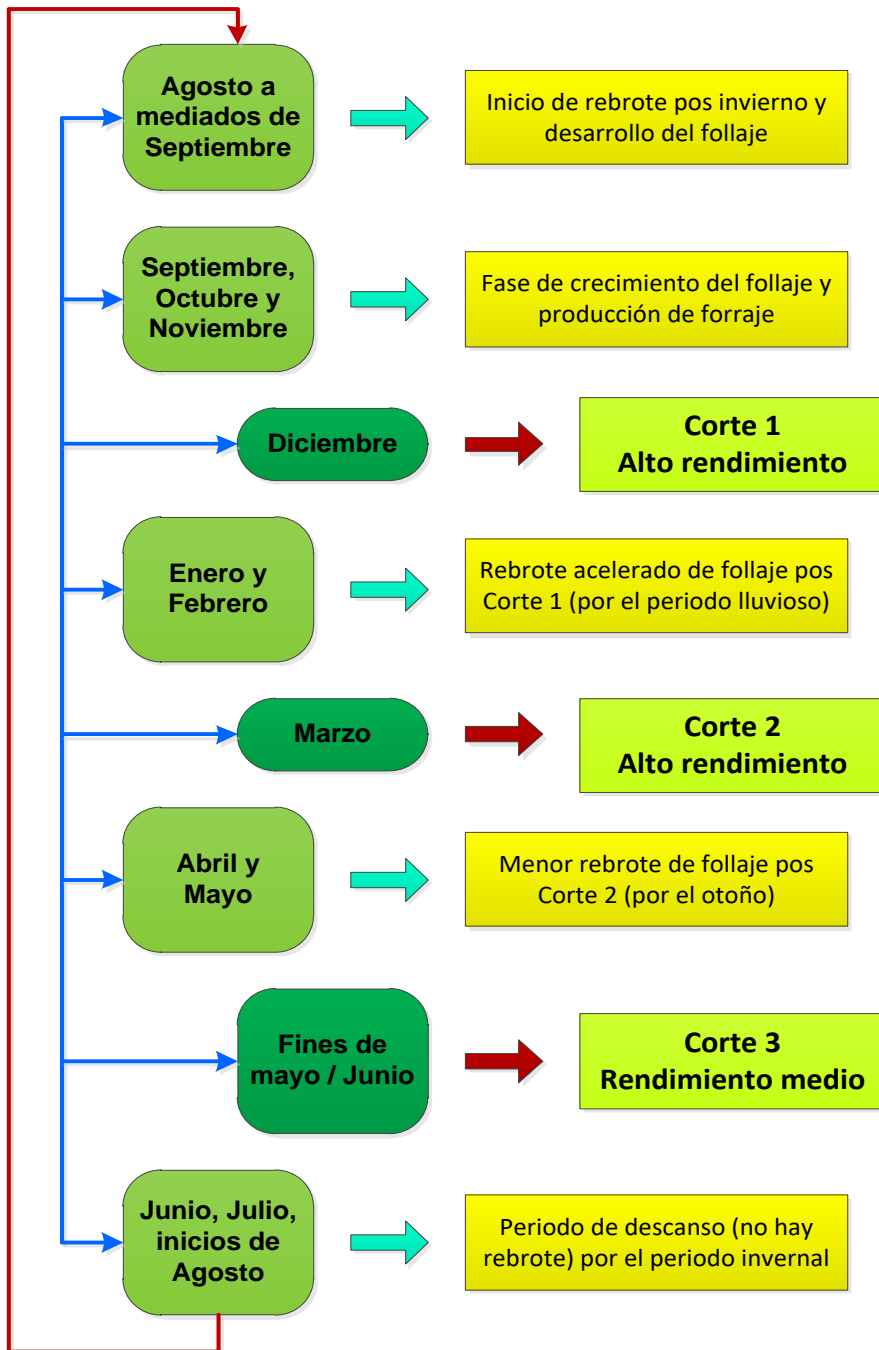 Agosto a
mediados de
Septiembre
Inicio de rebrote pos invierno y
desarrollo del follaje
Septiembre,
Octubre y
Noviembre
Fase de crecimiento del follaje y
producción de forraje
Diciembre
Corte 1
Alto rendimiento
Enero y
Febrero
Rebrote acelerado de follaje pos
Corte 1 (por el periodo lluvioso)
Marzo
Corte 2
Alto rendimiento
Abril y
Mayo
Menor rebrote de follaje pos
Corte 2 (por el otoño)
Fines de
mayo / Junio
Corte 3
Rendimiento medio
Junio, Julio,
inicios de
Agosto
Periodo de descanso (no hay
rebrote) por el periodo invernal